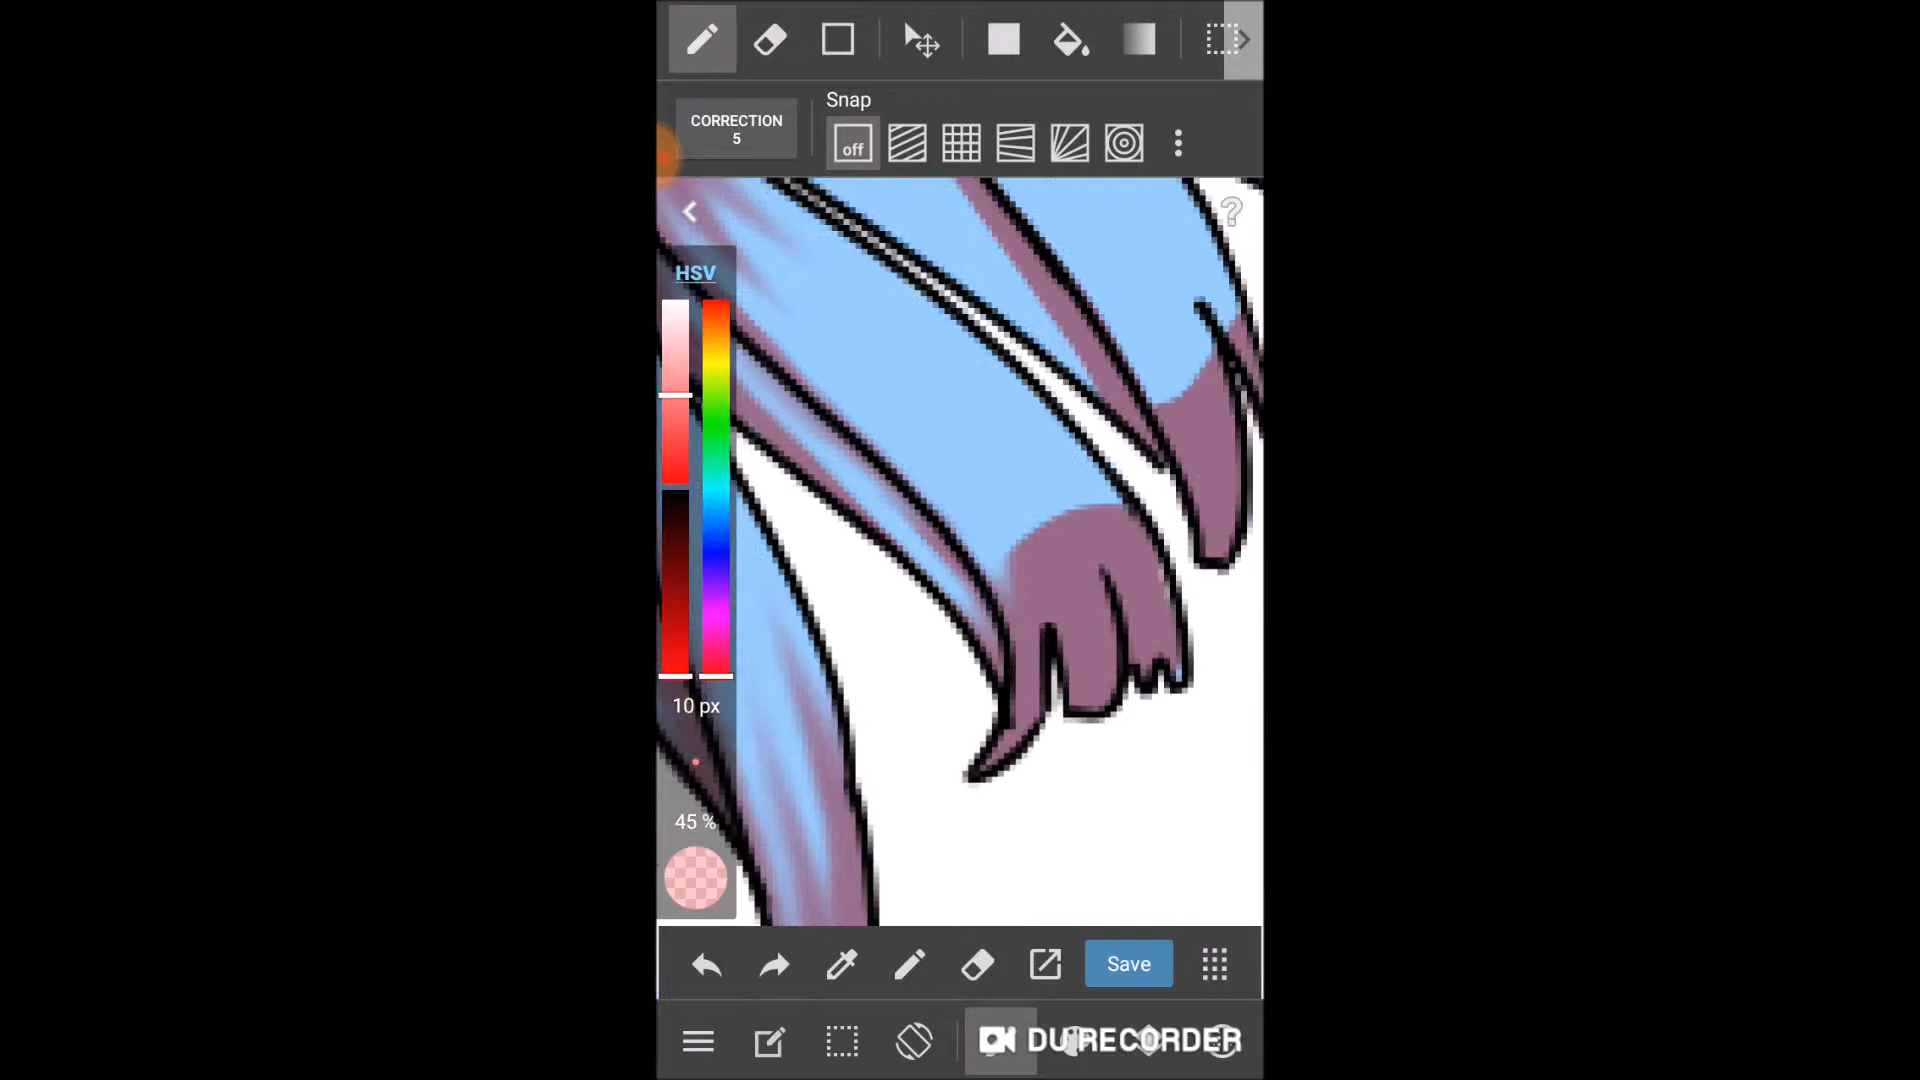 Snap
CORRECTION
5
off
HSV
10 px
45 %
Save
DU RECORDER